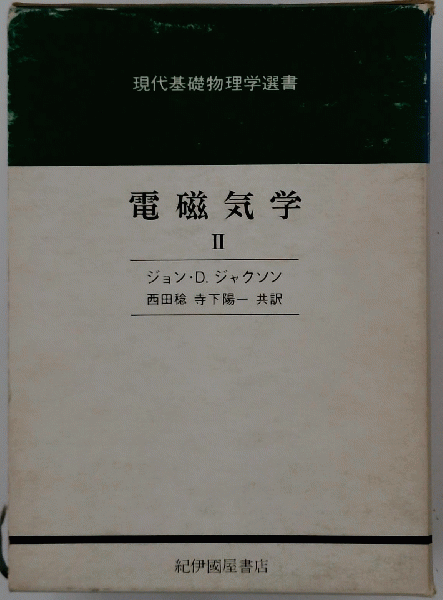 現代基礎物理学選書
電磁気学
II
ジョン・D. ジャクソン
西田稔 寺下陽一 共訳
紀伊國屋書店